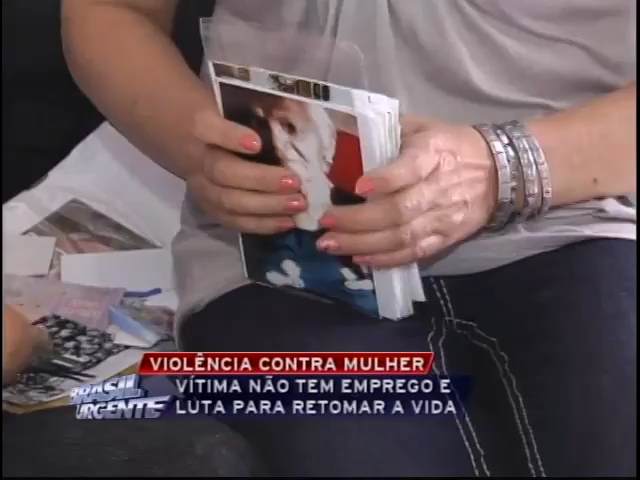 VIOLÊNCIA CONTRA MULHER
VÍTIMA NÃO TEM EMPREGO E
LUTA PARA RETOMAR A VIDA
BRASIL
URGENTE